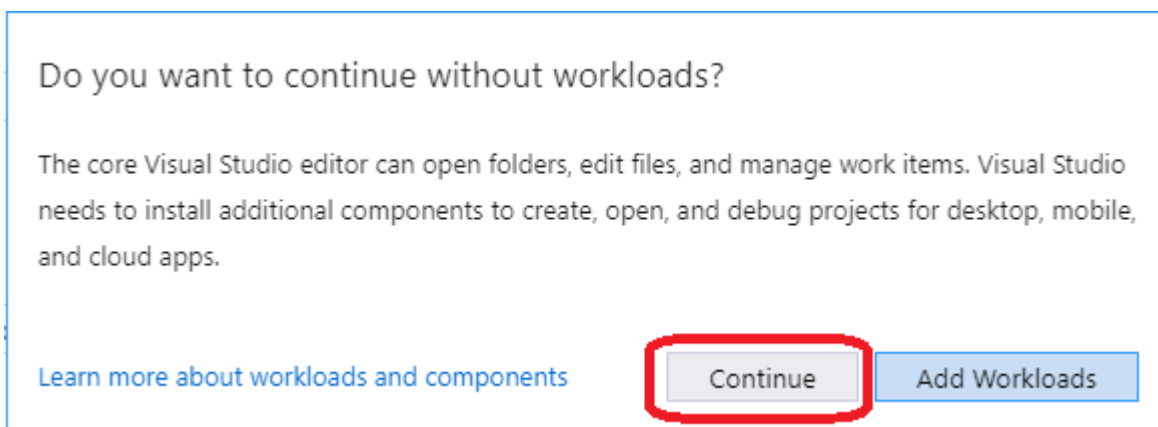 Do you want to continue without workloads?
The core Visual Studio editor can open folders, edit files, and manage work items. Visual Studio
needs to install additional components to create, open, and debug projects for desktop, mobile,
and cloud apps.
Learn more about workloads and components Continue Add Workloads